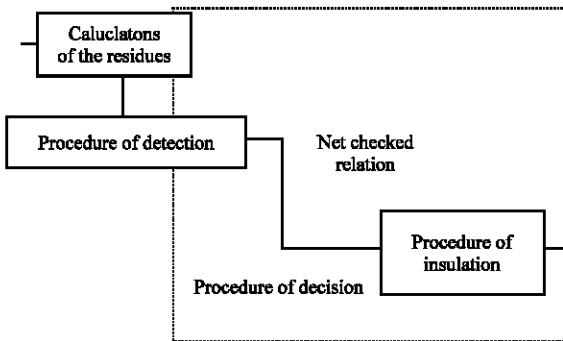 Caluclatons
of the residues
Procedure of detection
Net checked
relation
Procedure of
insulation
Procedure of decision